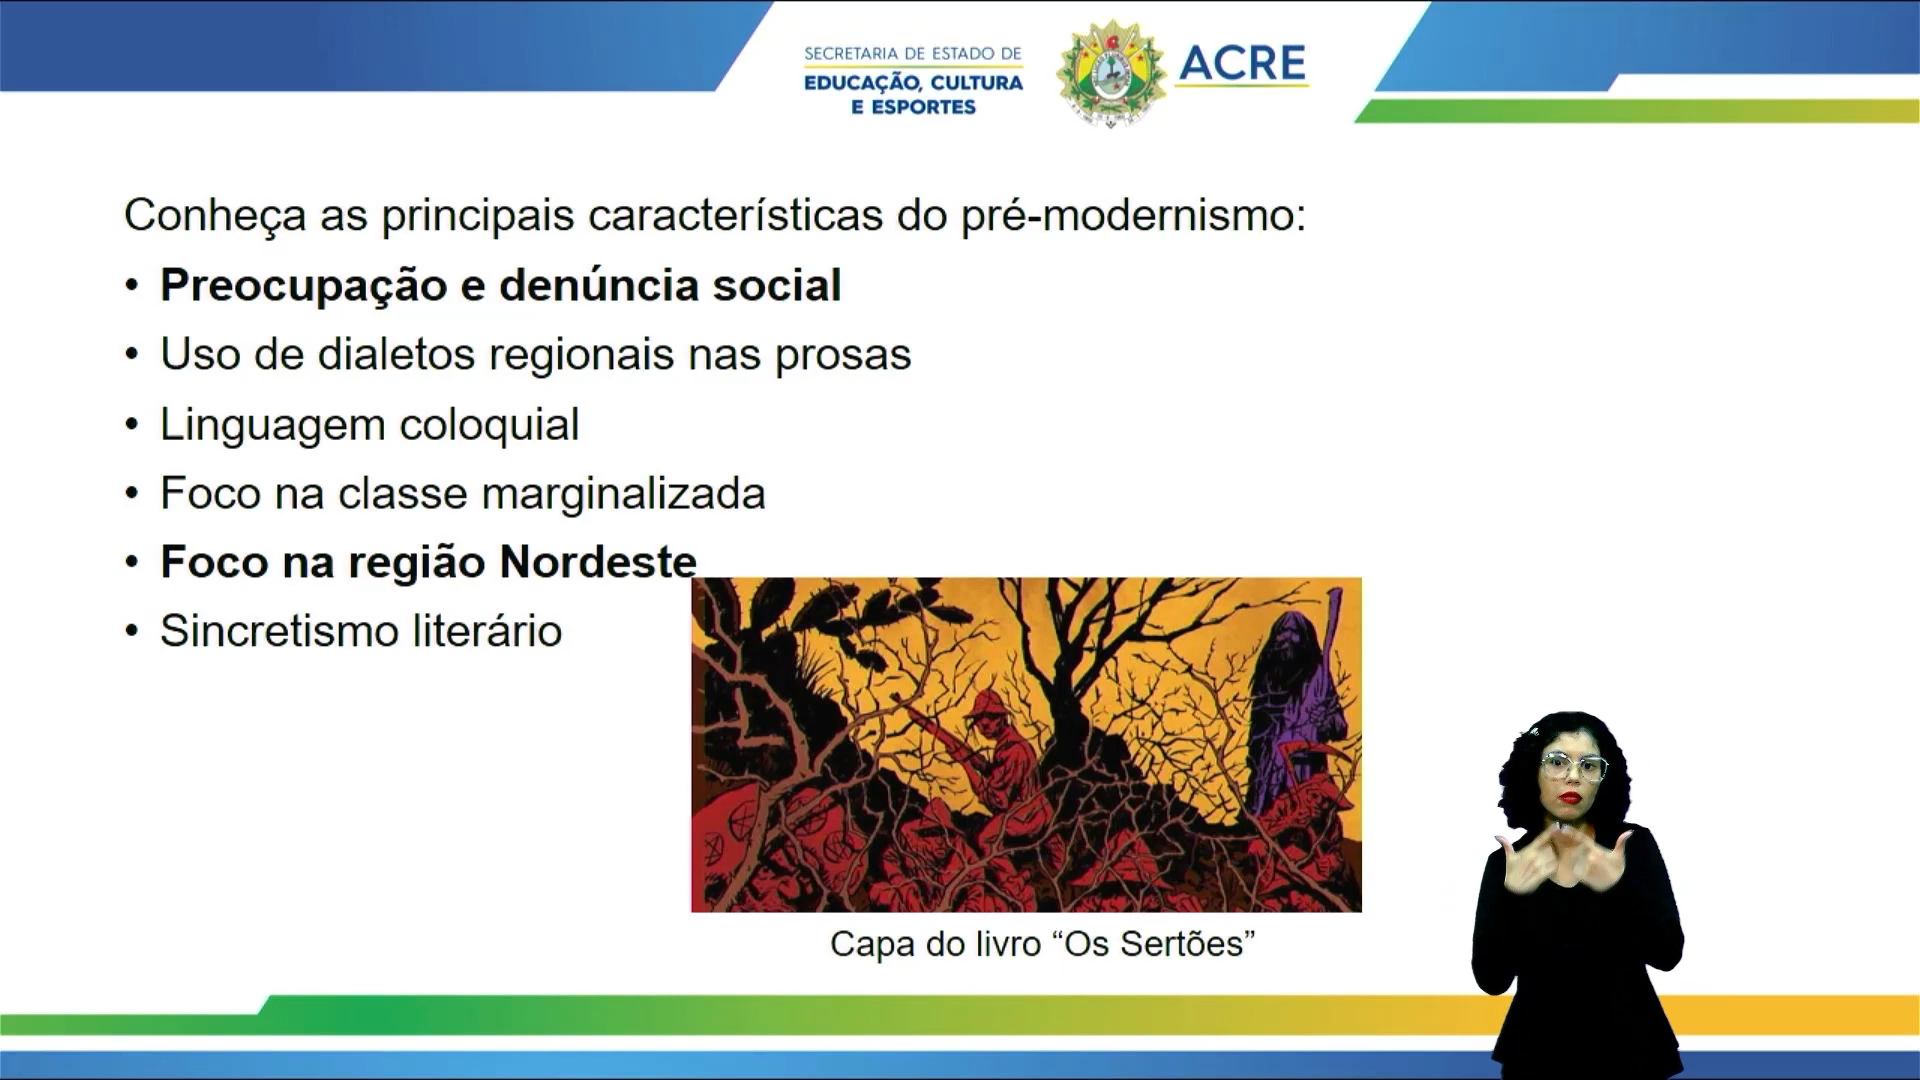 SECRETARIA DE ESTADO DE
EDUCAÇÃO, CULTURA
E ESPORTES
ACRE
Conheça as principais características do pré-modernismo:
• Preocupação e denúncia social
• Uso de dialetos regionais nas prosas
• Linguagem coloquial
• Foco na classe marginalizada
• Foco na região Nordeste
• Sincretismo literário
Capa do livro “Os Sertões”